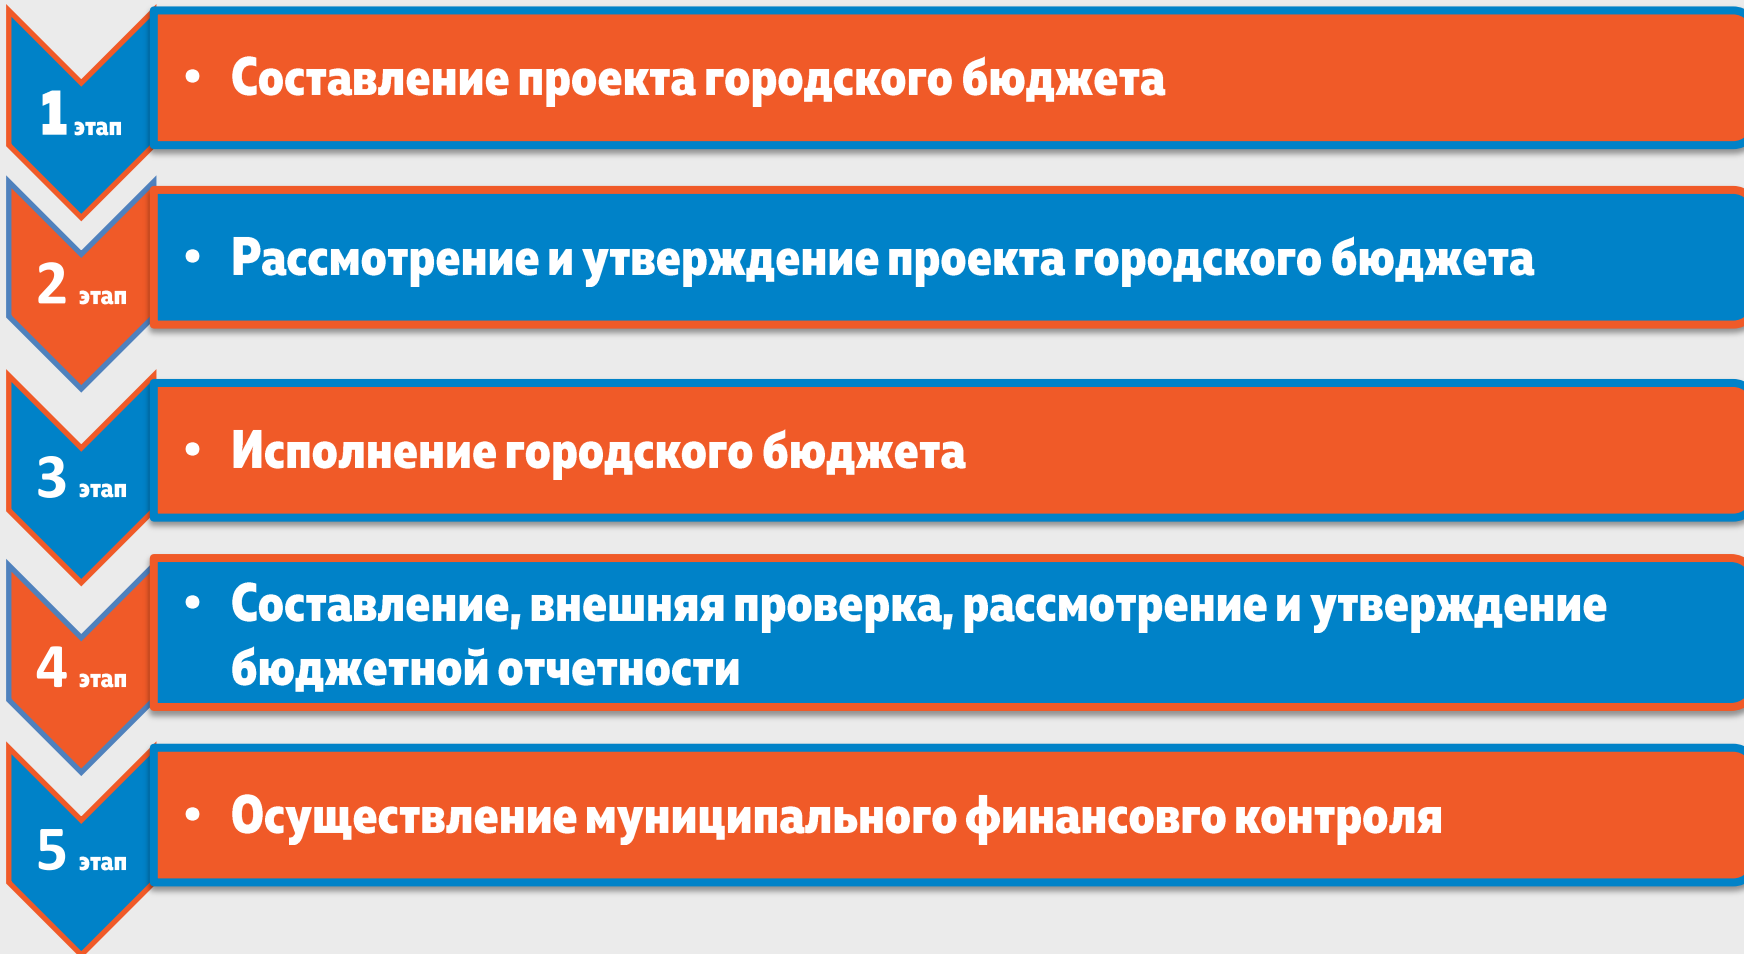 1 этап
• Составление проекта городского бюджета
2 этап
• Рассмотрение и утверждение проекта городского бюджета
3 этап
• Исполнение городского бюджета
4 этап
• Составление, внешняя проверка, рассмотрение и утверждение
бюджетной отчетности
5 этап
• Осуществление муниципального финансовго контроля